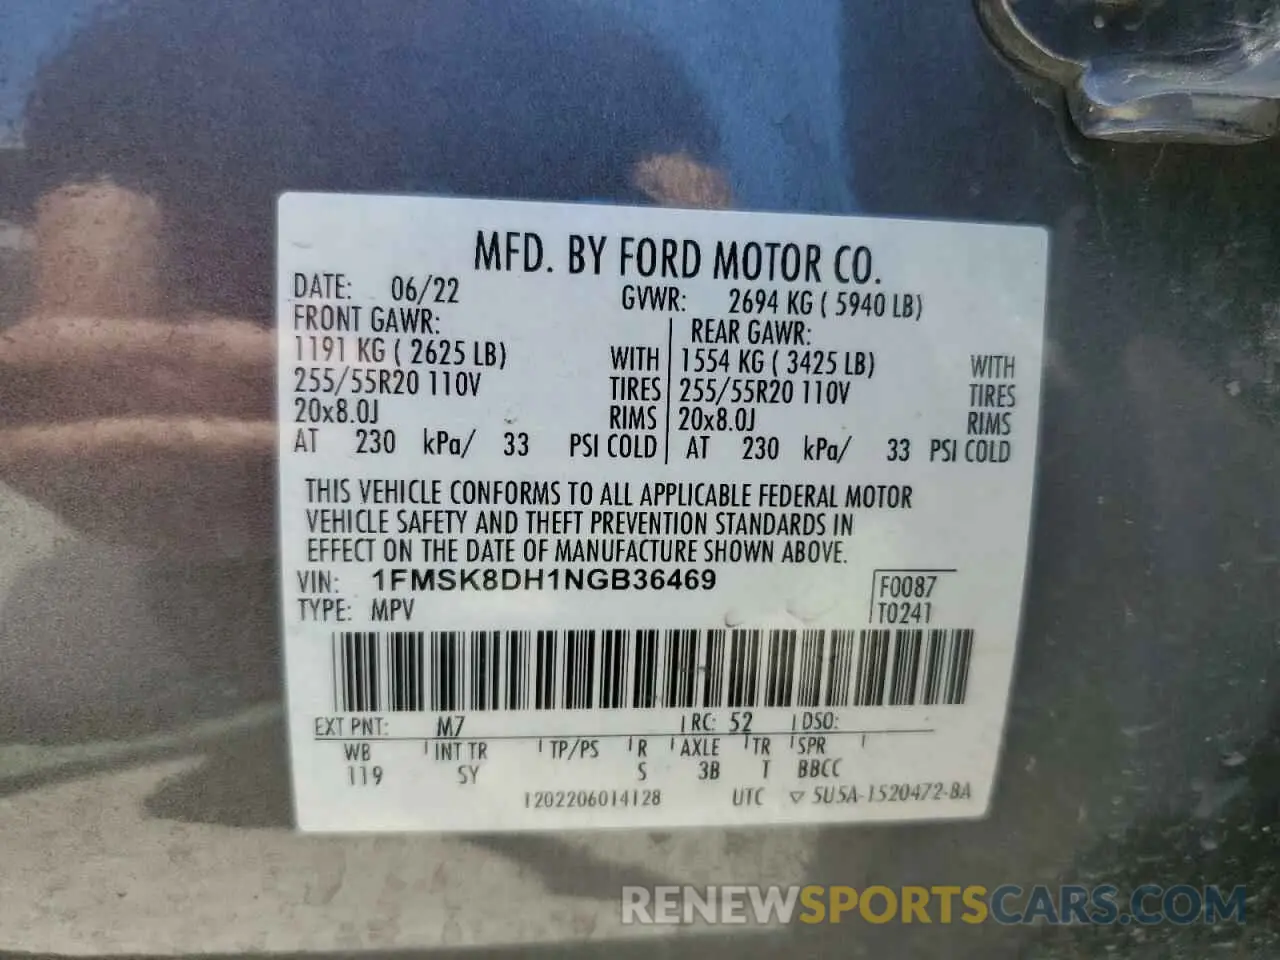 MFD. BY FORD MOTOR CO.
DATE: 06/22 GVWR: 2694 KG ( 5940 LB)
FRONT GAWR: REAR GAWR:
1191 KG ( 2625 LB) WITH 1554 KG ( 3425 LB) WITH
255/55R20 110V TIRES 255/55R20 110V TIRES
20x8.0J RIMS 20x8.0J RIMS
AT 230 kPa/ 33 PSI COLD AT 230 kPa/ 33 PSI COLD
THIS VEHICLE CONFORMS TO ALL APPLICABLE FEDERAL MOTOR
VEHICLE SAFETY AND THEFT PREVENTION STANDARDS IN
EFFECT ON THE DATE OF MANUFACTURE SHOWN ABOVE.
VIN: 1FMSK8DH1NGB36469 F0087
TYPE: MPV T0241
EXT PNT: M7 RC: 52 DSO:
WB INT TR TP/PS R AXLE TR SPR
119 SY S 3B T BBCC
1202206014128 UTC ▽ 5U5A-1520472-BA
RENEWSPORTSCARS.COM